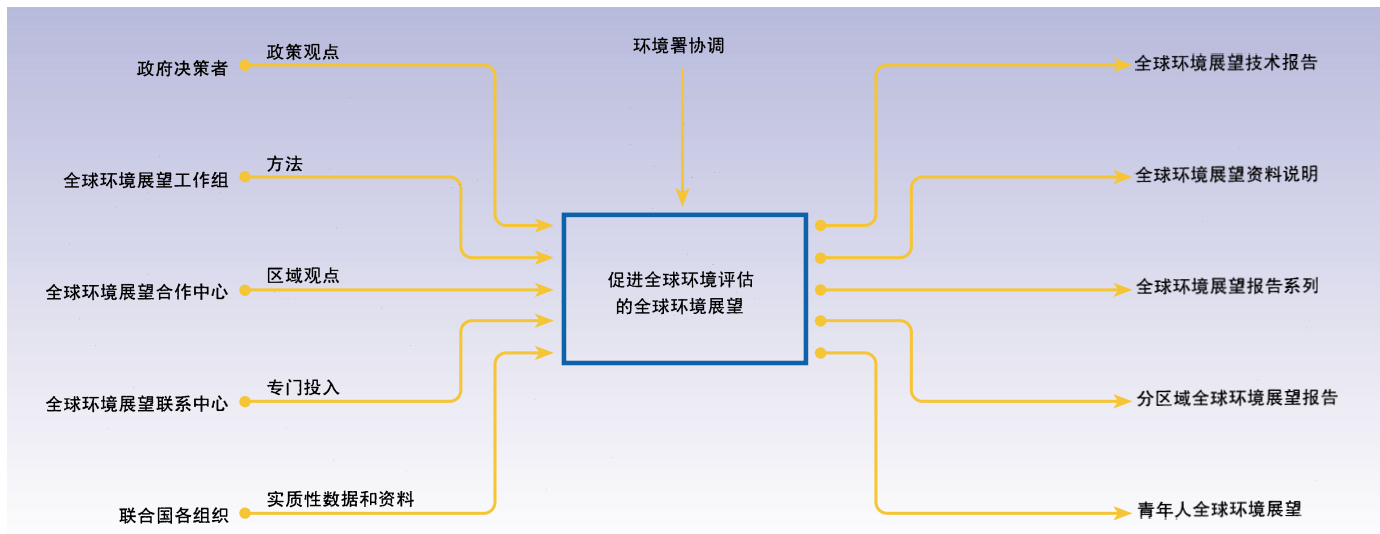 政府决策者
政策观点
环境署协调
全球环境展望技术报告
全球环境展望工作组
方法
全球环境展望资料说明
全球环境展望合作中心
区域观点
促进全球环境评估
的全球环境展望
全球环境展望报告系列
全球环境展望联系中心
专门投入
分区域全球环境展望报告
联合国各组织
实质性数据和资料
青年人全球环境展望